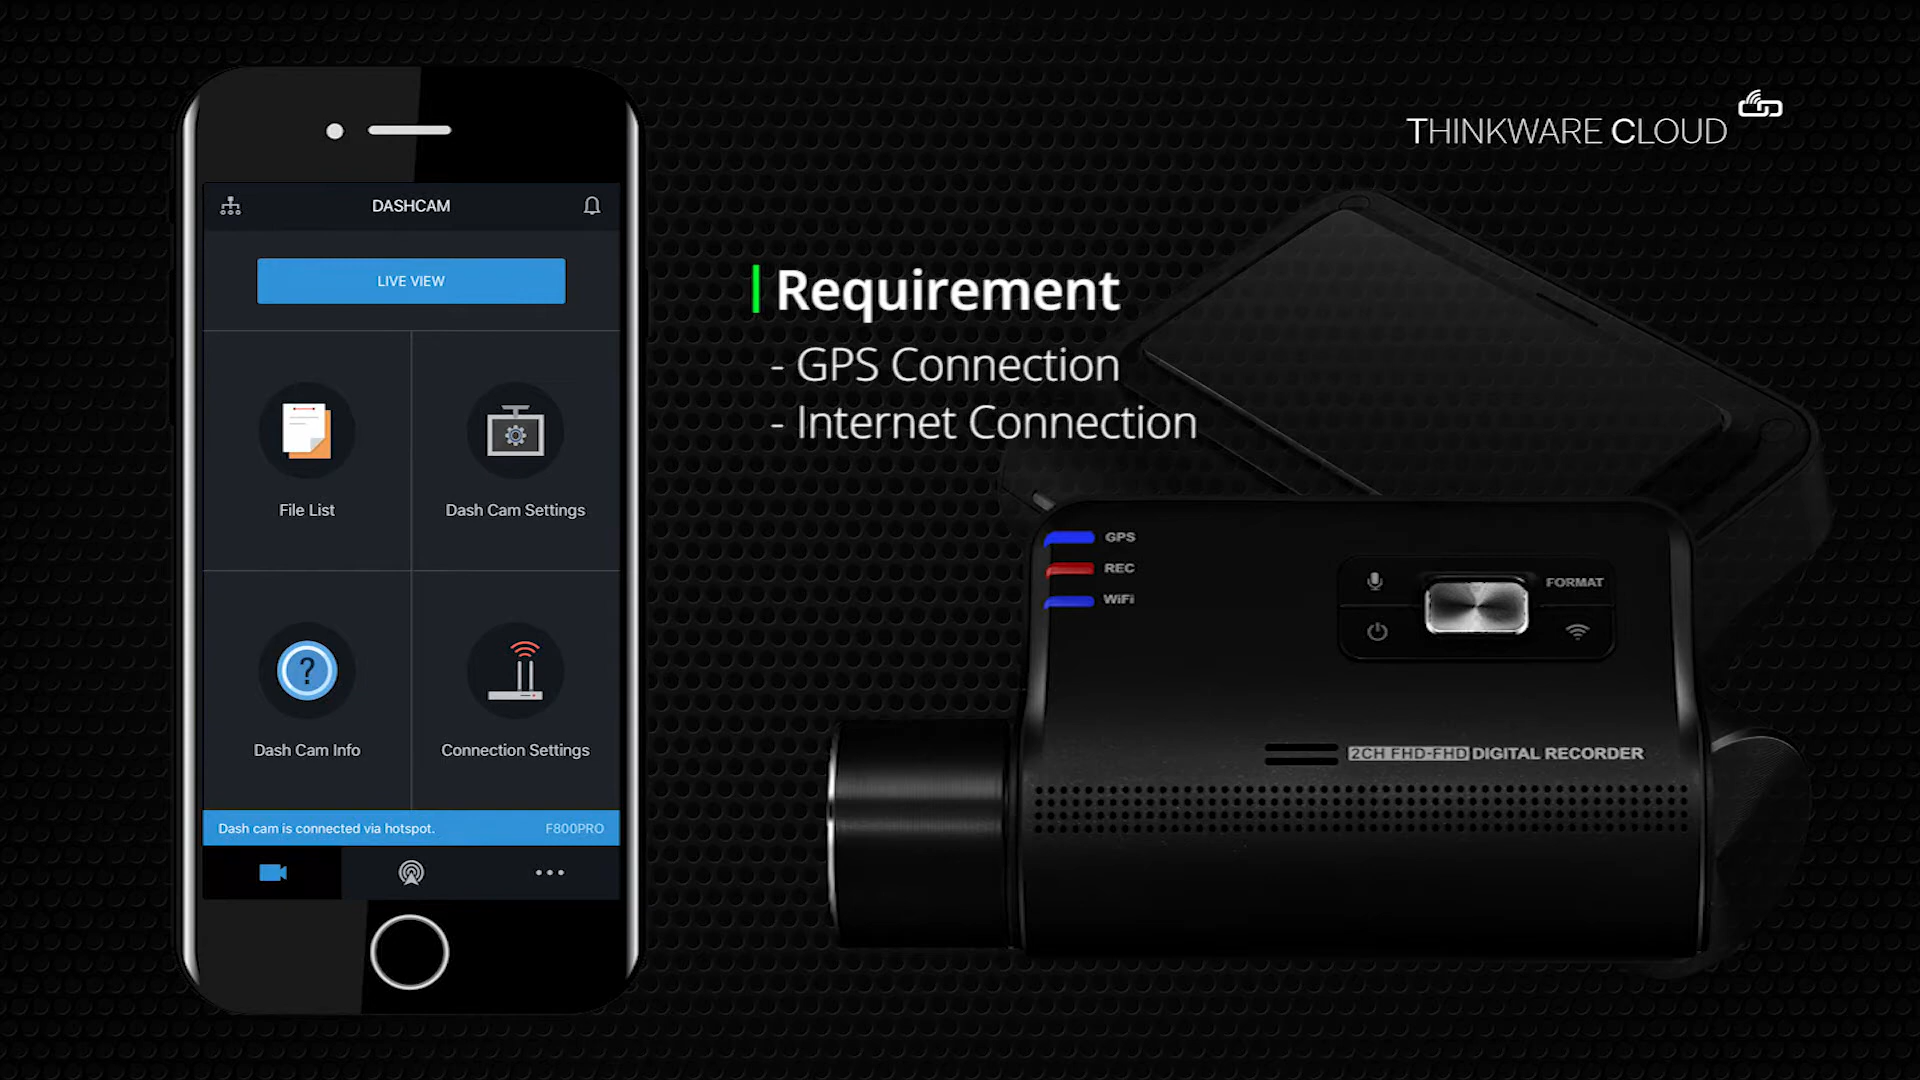 THINKWARE CLOUD
DASHCAM
LIVE VIEW
File List
Dash Cam Settings
Dash Cam Info
Connection Settings
Dash cam is connected via hotspot.
F800PRO
Requirement
- GPS Connection
- Internet Connection
GPS
REC
WiFi
FORMAT
2CH FHD-FHD DIGITAL RECORDER